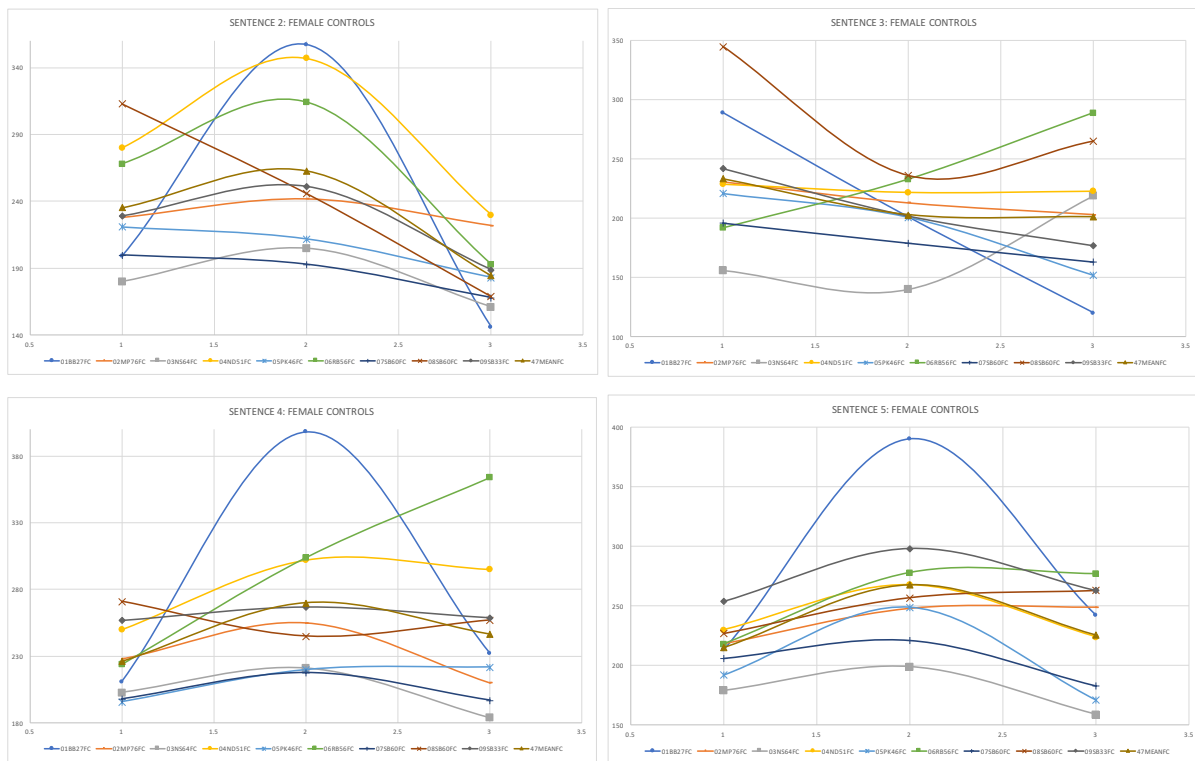 SENTENCE 2: FEMALE CONTROLS
340
290
240
190
140
0.5 1 1.5 2 2.5 3 3.5
01BB27FC 02MP76FC 03NS64FC 04ND51FC 05PK46FC 06RB56FC 07SB60FC 08SB60FC 09SB33FC 47MEANFC
SENTENCE 3: FEMALE CONTROLS
350
300
250
200
150
100
0.5 1 1.5 2 2.5 3 3.5
01BB27FC 02MP76FC 03NS64FC 04ND51FC 05PK46FC 06RB56FC 07SB60FC 08SB60FC 09SB33FC 47MEANFC
SENTENCE 4: FEMALE CONTROLS
380
330
280
230
180
0.5 1 1.5 2 2.5 3 3.5
01BB27FC 02MP76FC 03NS64FC 04ND51FC 05PK46FC 06RB56FC 07SB60FC 08SB60FC 09SB33FC 47MEANFC
SENTENCE 5: FEMALE CONTROLS
400
350
300
250
200
150
0.5 1 1.5 2 2.5 3 3.5
01BB27FC 02MP76FC 03NS64FC 04ND51FC 05PK46FC 06RB56FC 07SB60FC 08SB60FC 09SB33FC 47MEANFC